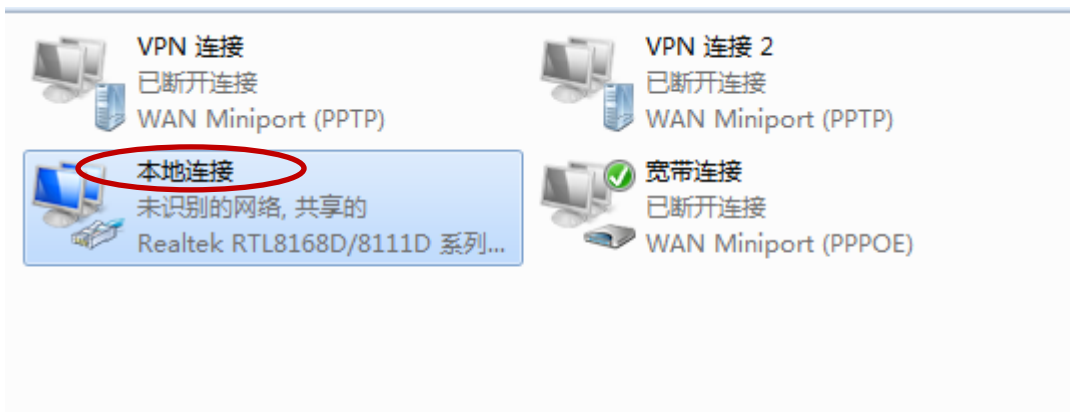 VPN 连接
已断开连接
WAN Miniport (PPTP)
VPN 连接 2
已断开连接
WAN Miniport (PPTP)
本地连接
未识别的网络, 共享的
Realtek RTL8168D/8111D 系列...
宽带连接
已断开连接
WAN Miniport (PPPOE)